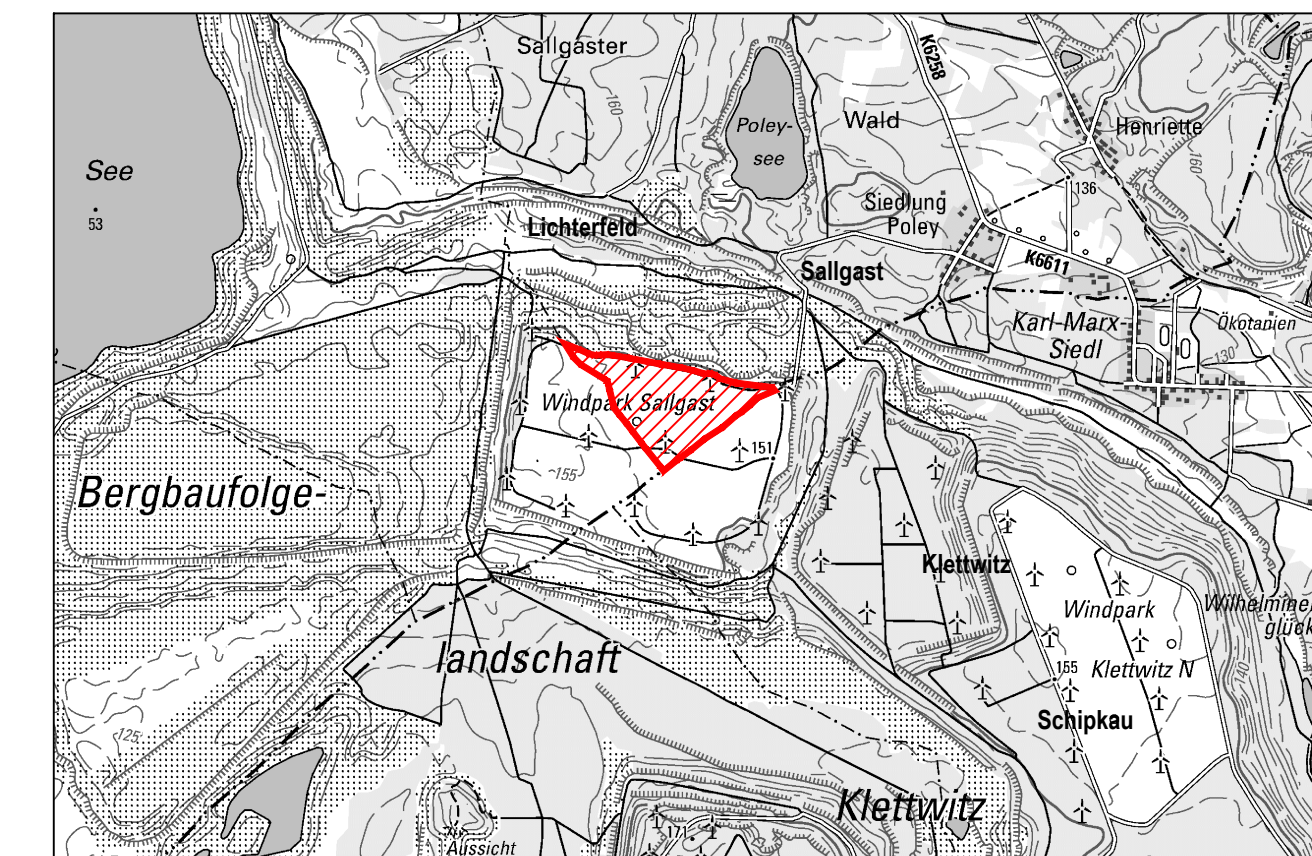 Sallgaster
K6258
160
Poley-
see
Wald
Henriette
See
53
136
160
Siedlung
Poley
Lichterfeld
K6611
Sallgast
Karl-Marx-
Siedl
Ökotanien
130
Windpark Sallgast
151
155
Bergbaufolge-
Klettwitz
Windpark
Wilhelmine
glück
landschaft
155
Klettwitz N
140
Schipkau
125
Klettwitz
171
Aussicht